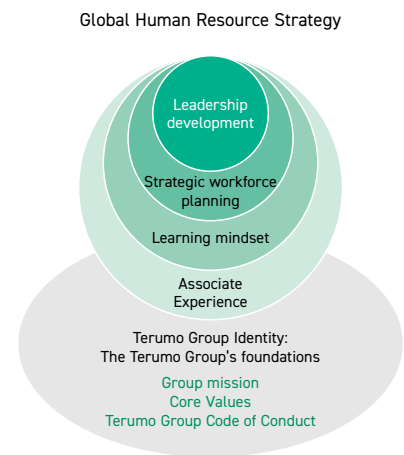 Global Human Resource Strategy
Leadership
development
Strategic workforce
planning
Learning mindset
Associate
Experience
Terumo Group Identity:
The Terumo Group's foundations
Group mission
Core Values
Terumo Group Code of Conduct